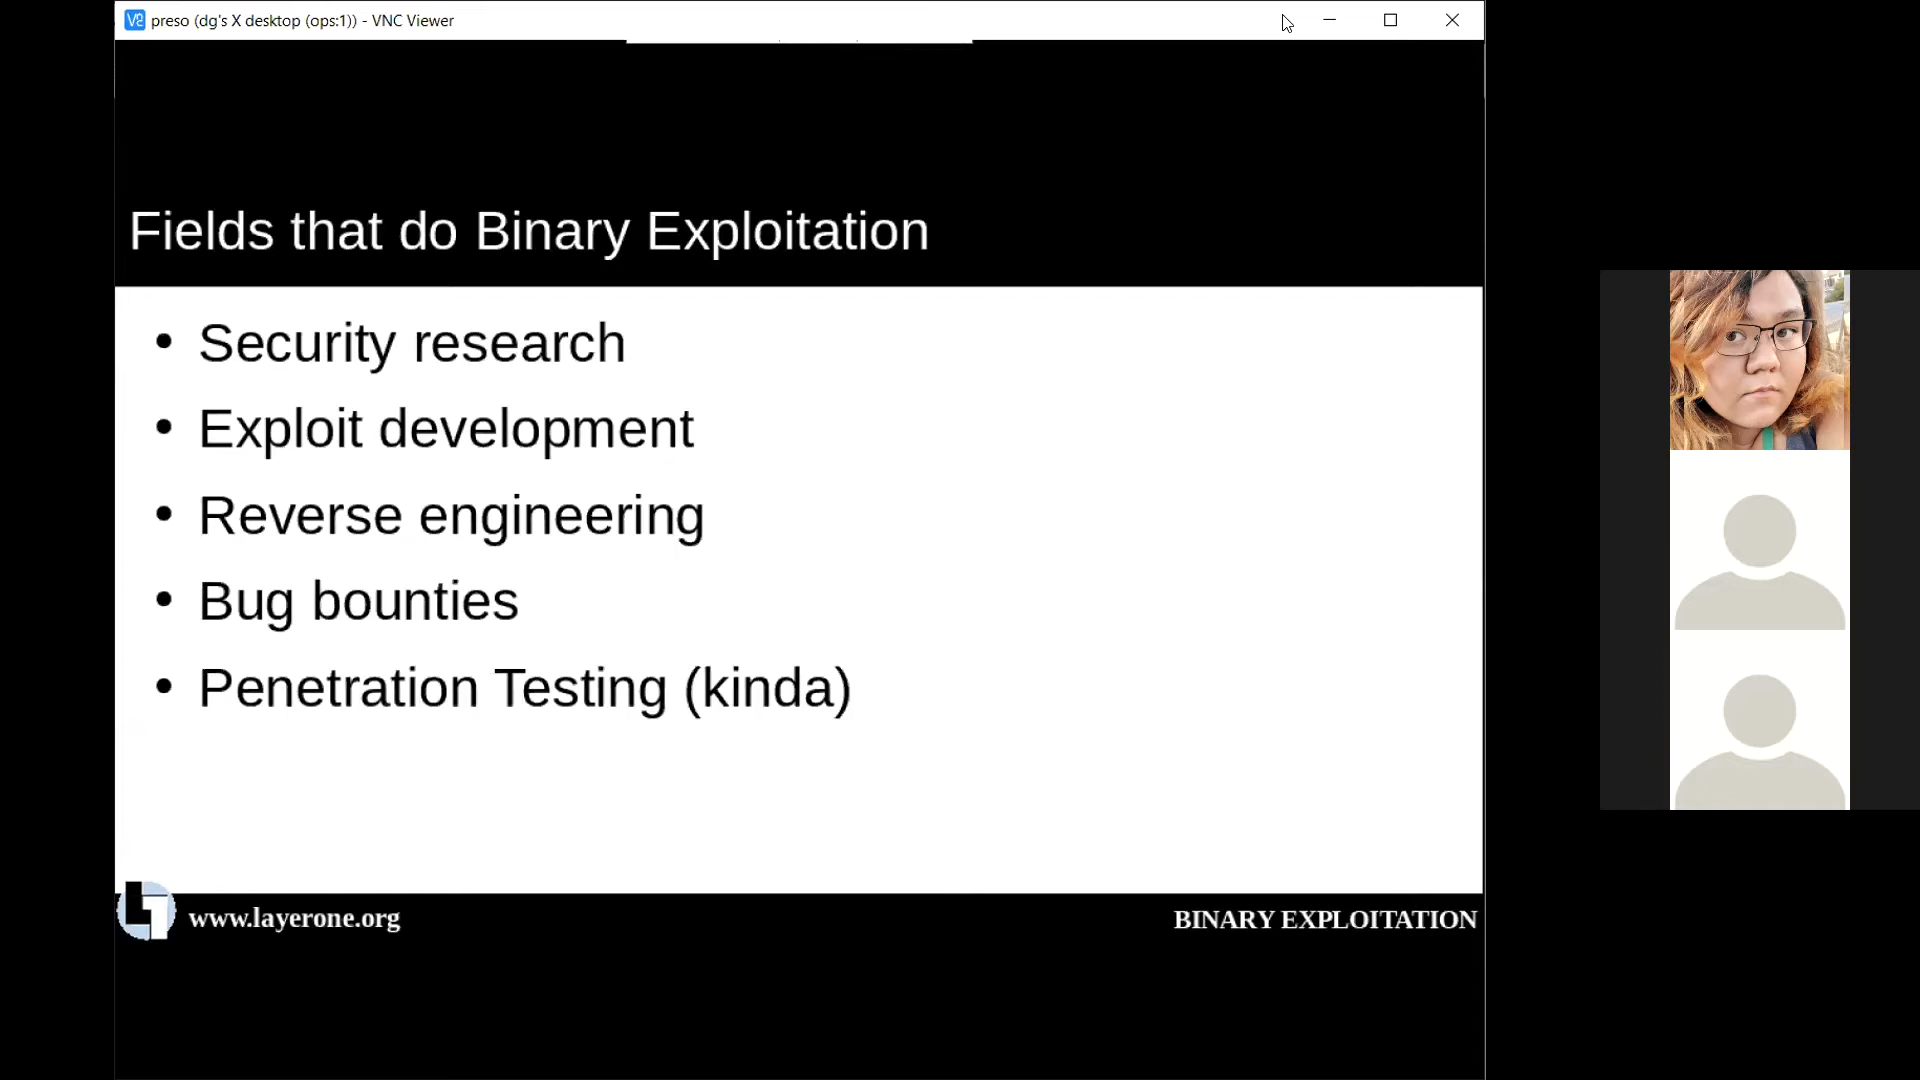 preso (dg's X desktop (ops:1)) - VNC Viewer
Fields that do Binary Exploitation
• Security research
• Exploit development
• Reverse engineering
• Bug bounties
• Penetration Testing (kinda)
www.layerone.org
BINARY EXPLOITATION